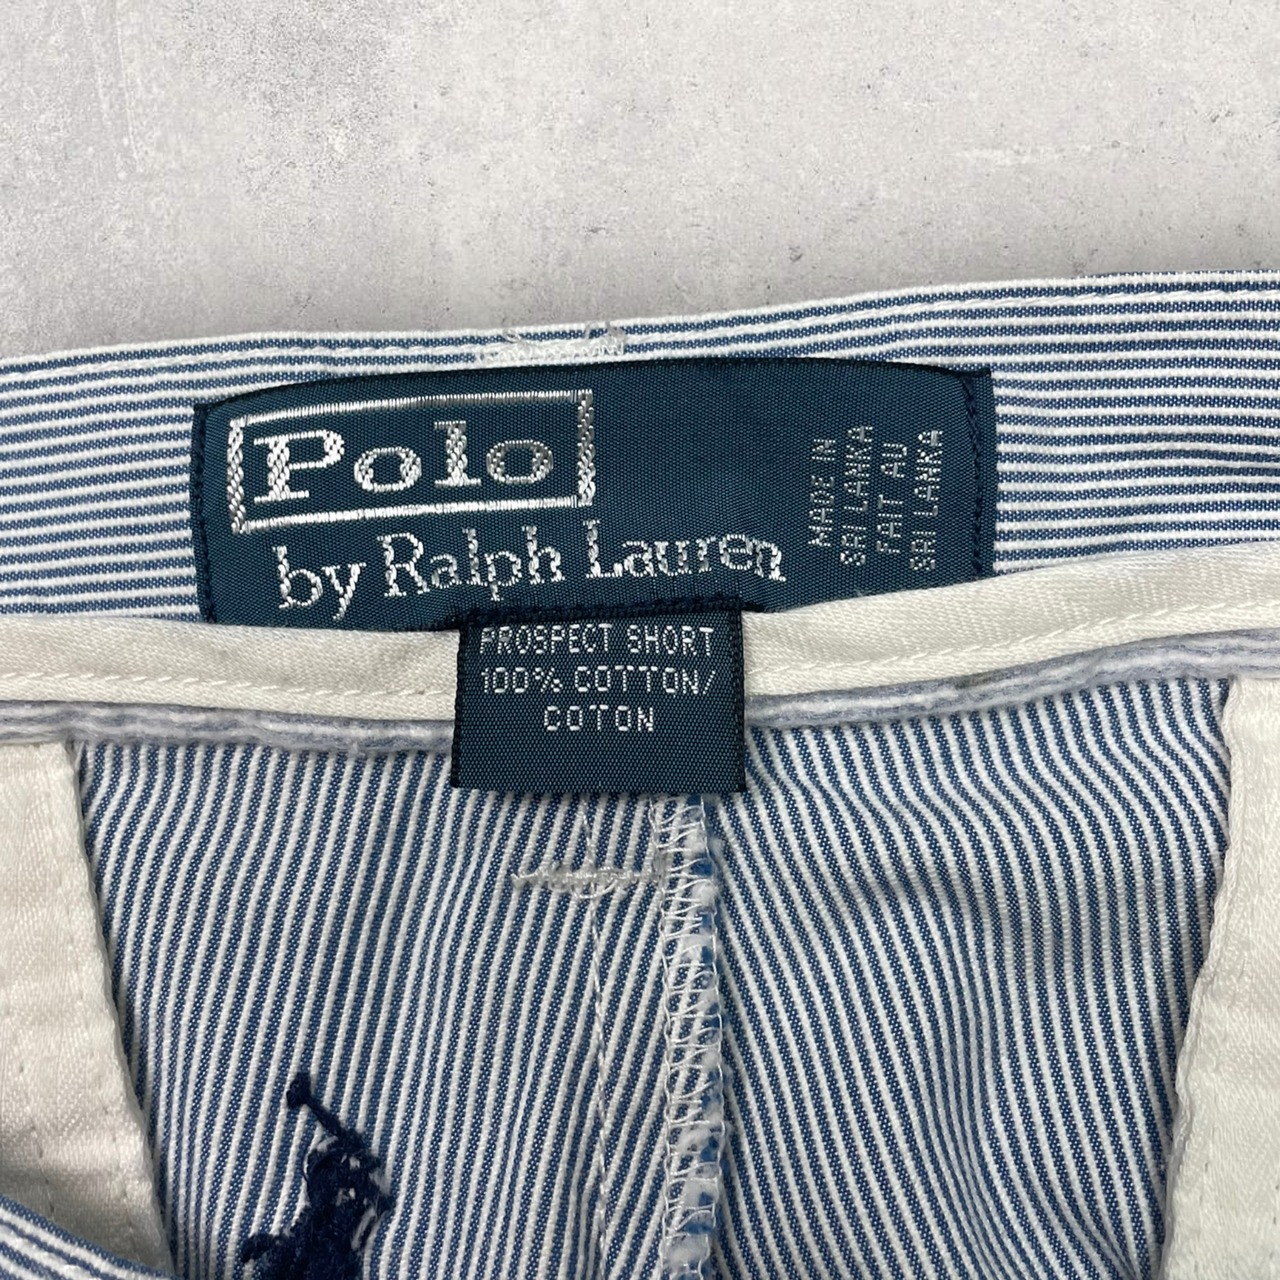 Polo
by Ralph Lauren
MADE IN
SRI LANKA
FAIT AU
SRI LANKA
PROSPECT SHORT
100% COTTON/
COTON